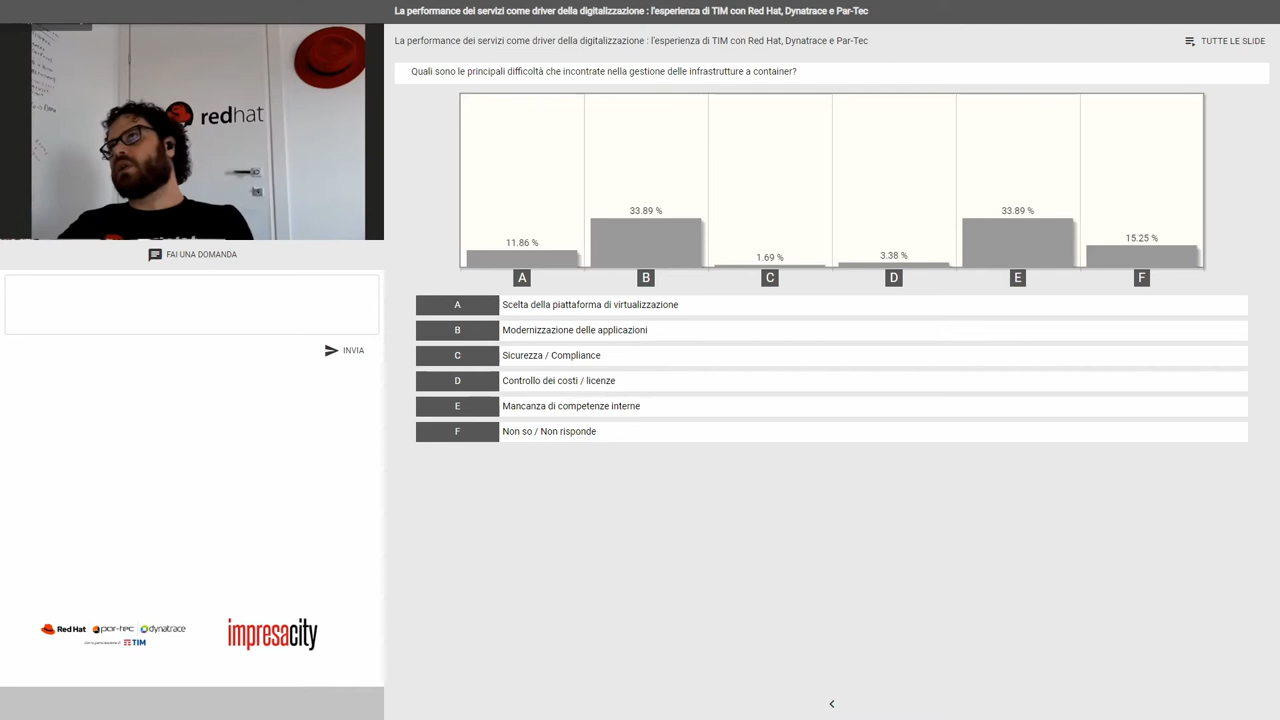 La performance dei servizi come driver della digitalizzazione : l'esperienza di TIM con Red Hat, Dynatrace e Par-Tec
La performance dei servizi come driver della digitalizzazione : l'esperienza di TIM con Red Hat, Dynatrace e Par-Tec
TUTTE LE SLIDE
Quali sono le principali difficoltà che incontrate nella gestione delle infrastrutture a container?
redhat
11.86 %
33.89 %
1.69 %
3.38 %
33.89 %
15.25 %
A B C D E F
FAI UNA DOMANDA
INVIA
A Scelta della piattaforma di virtualizzazione
B Modernizzazione delle applicazioni
C Sicurezza / Compliance
D Controllo dei costi / licenze
E Mancanza di competenze interne
F Non so / Non risponde
Red Hat par-tec dynatrace
TIM
impresacity